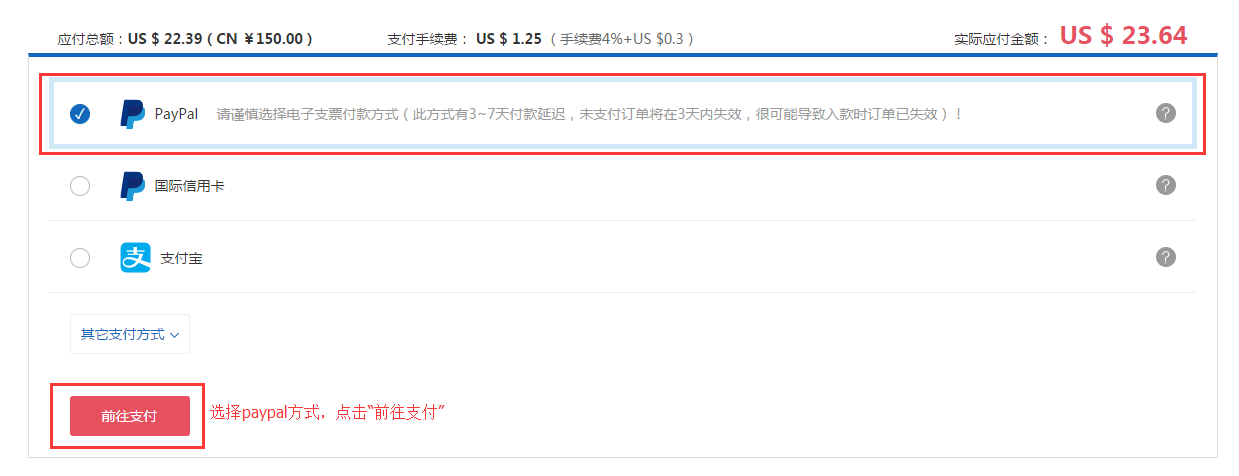 应付总额：US $ 22.39 ( CN ￥150.00 ) 支付手续费： US $ 1.25 （手续费4%+US $0.3） 实际应付金额： US $ 23.64
PayPal 请谨慎选择电子支票付款方式（此方式有3~7天付款延迟，未支付订单将在3天内失效，很可能导致入款时订单已失效）！ ?
国际信用卡 ?
支 支付宝 ?
其它支付方式
前往支付 选择paypal方式，点击“前往支付”